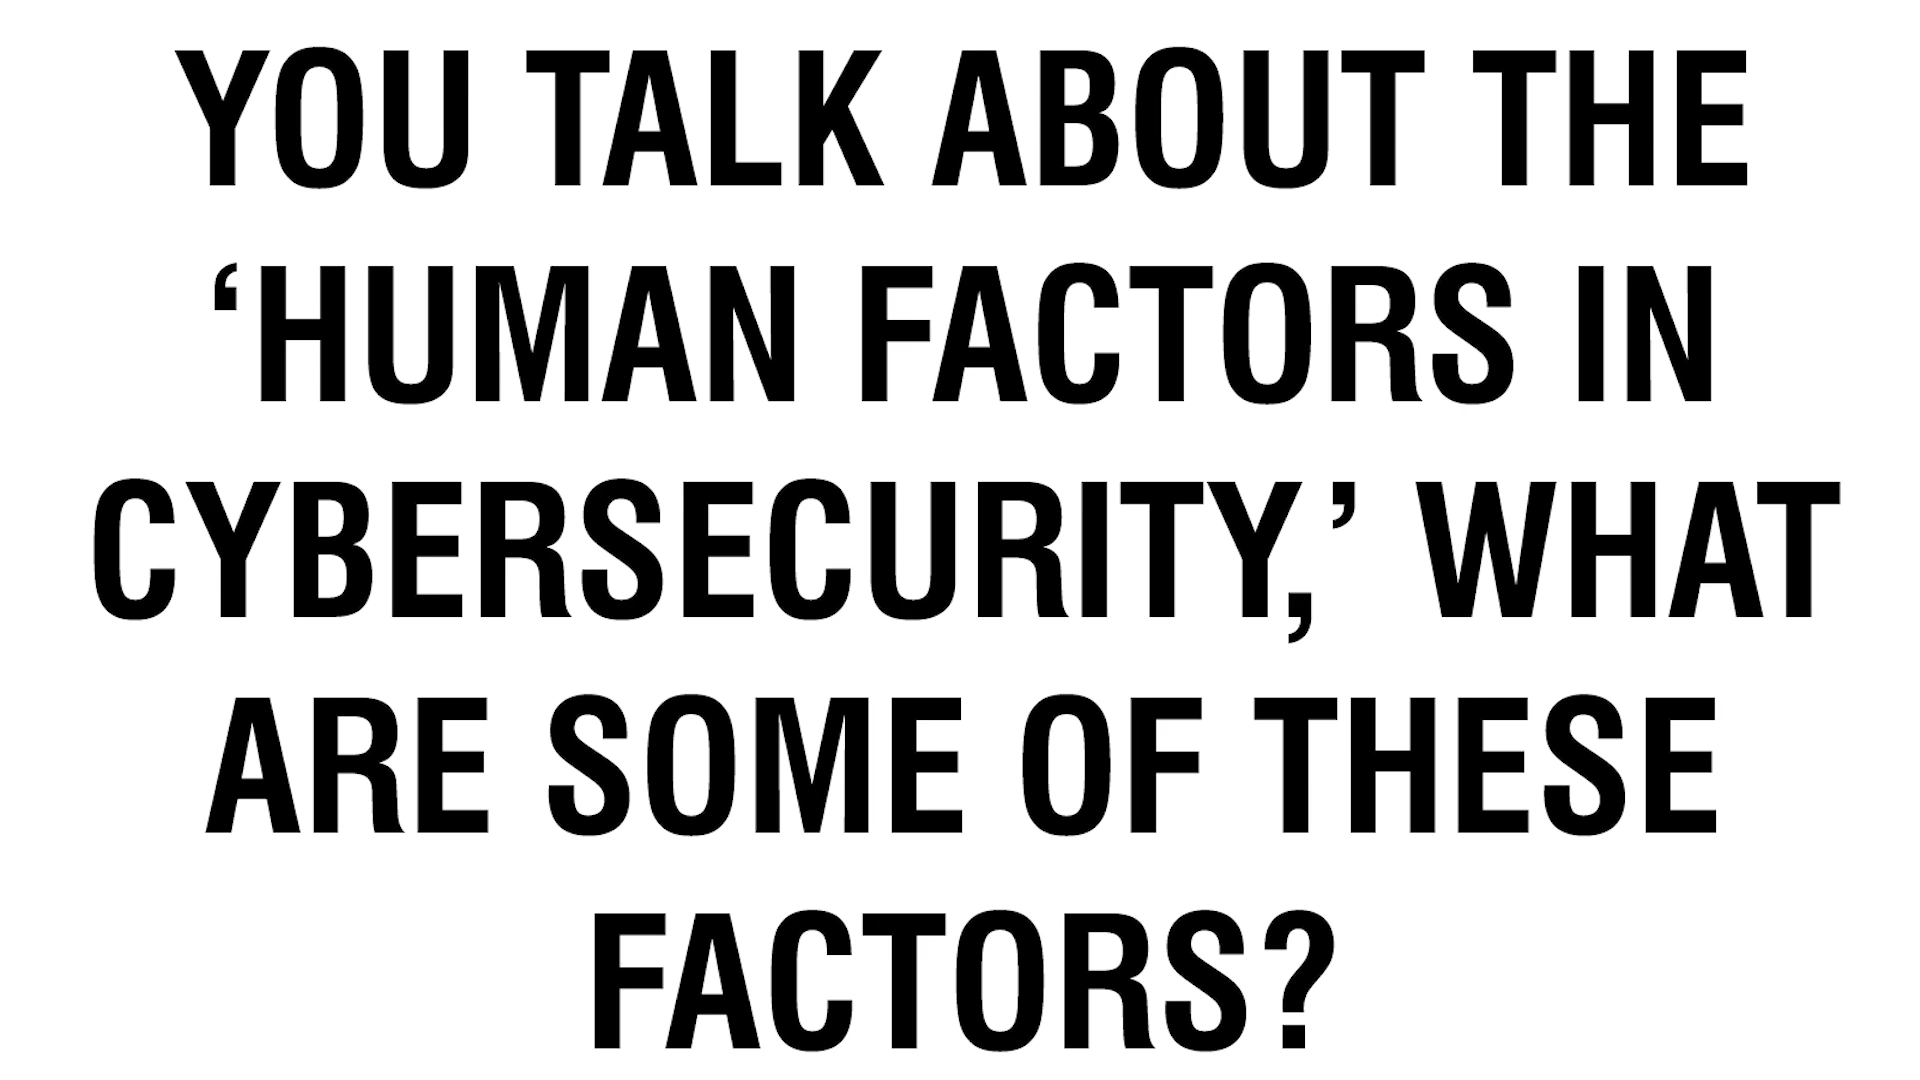 YOU TALK ABOUT THE
‘HUMAN FACTORS IN
CYBERSECURITY,’ WHAT
ARE SOME OF THESE
FACTORS?